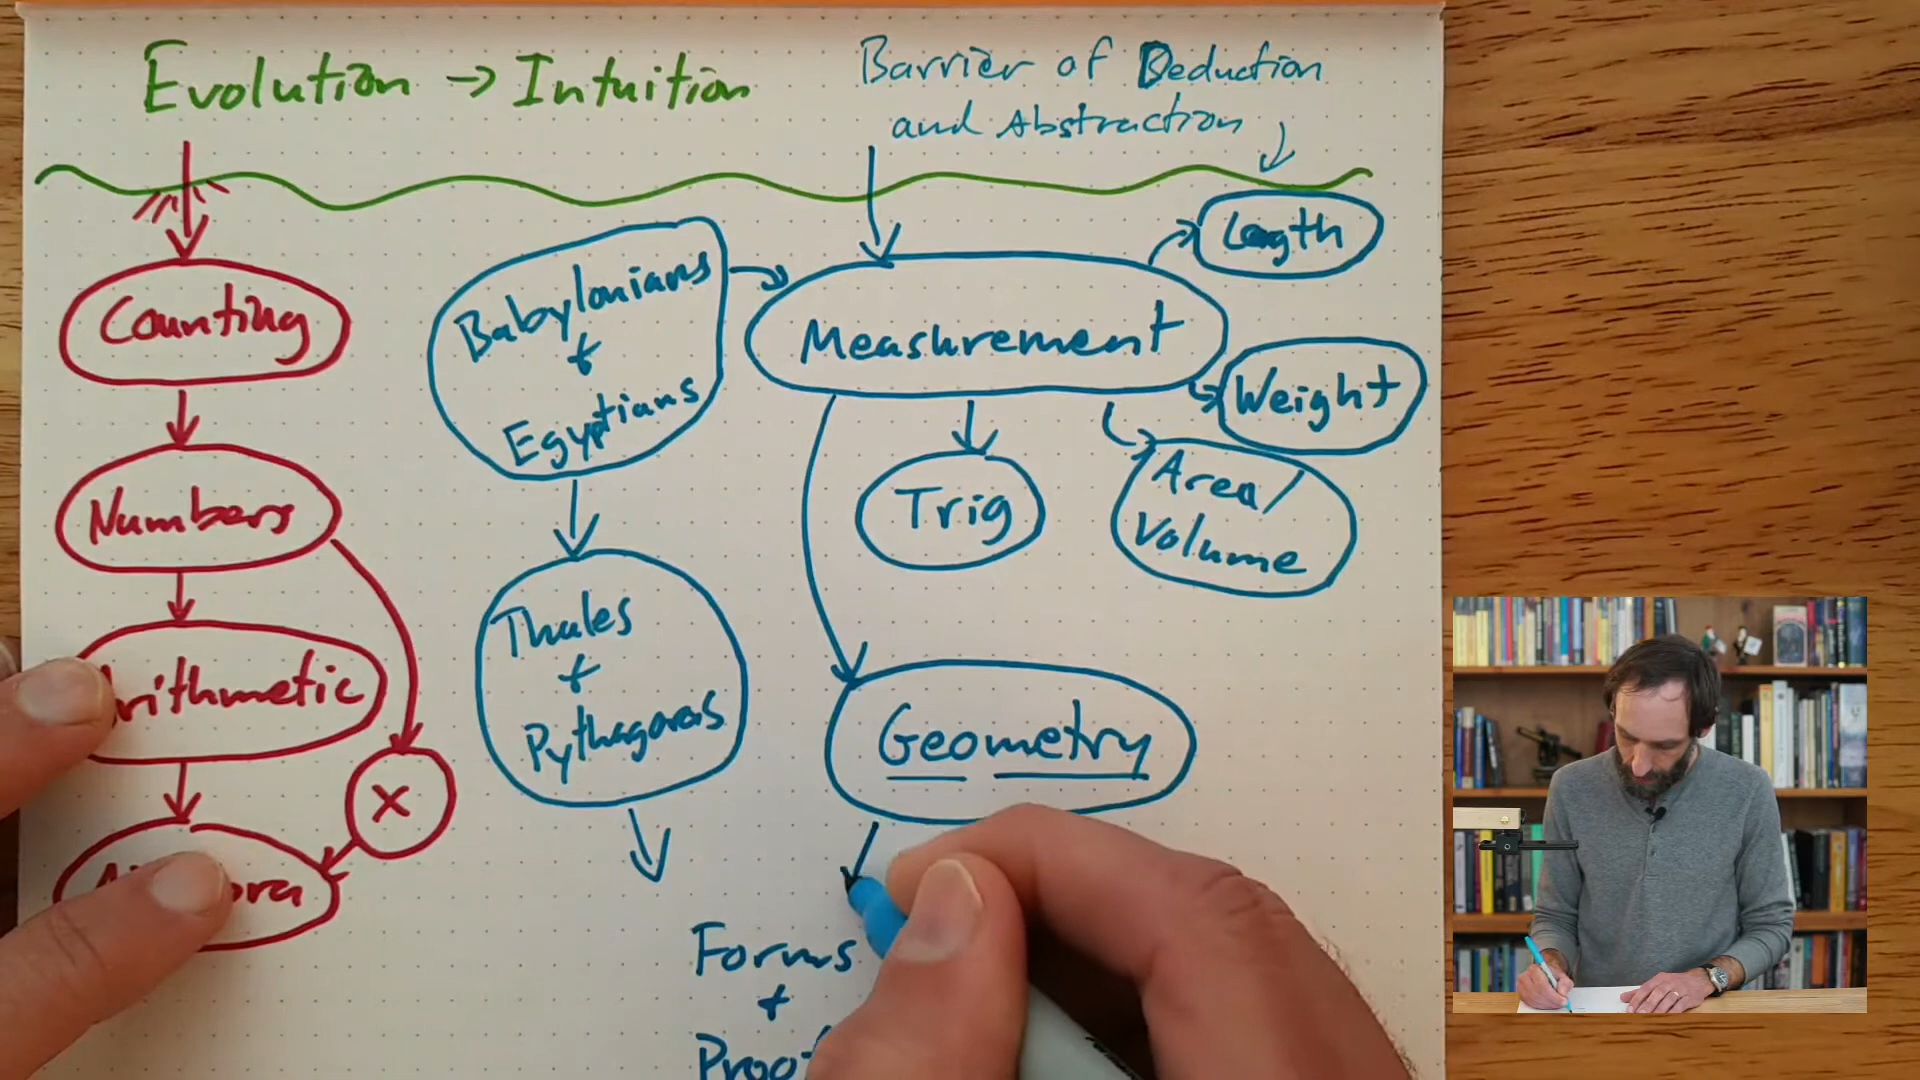 Evolution → Intuition
Barrier of Deduction
and Abstraction
Counting
Numbers
Arithmetic
×
Babylonians
+
Egyptians
Thales
+
Pythagoras
Measurement
Length
Weight
Area/
Volume
Trig
Geometry
Forms
+